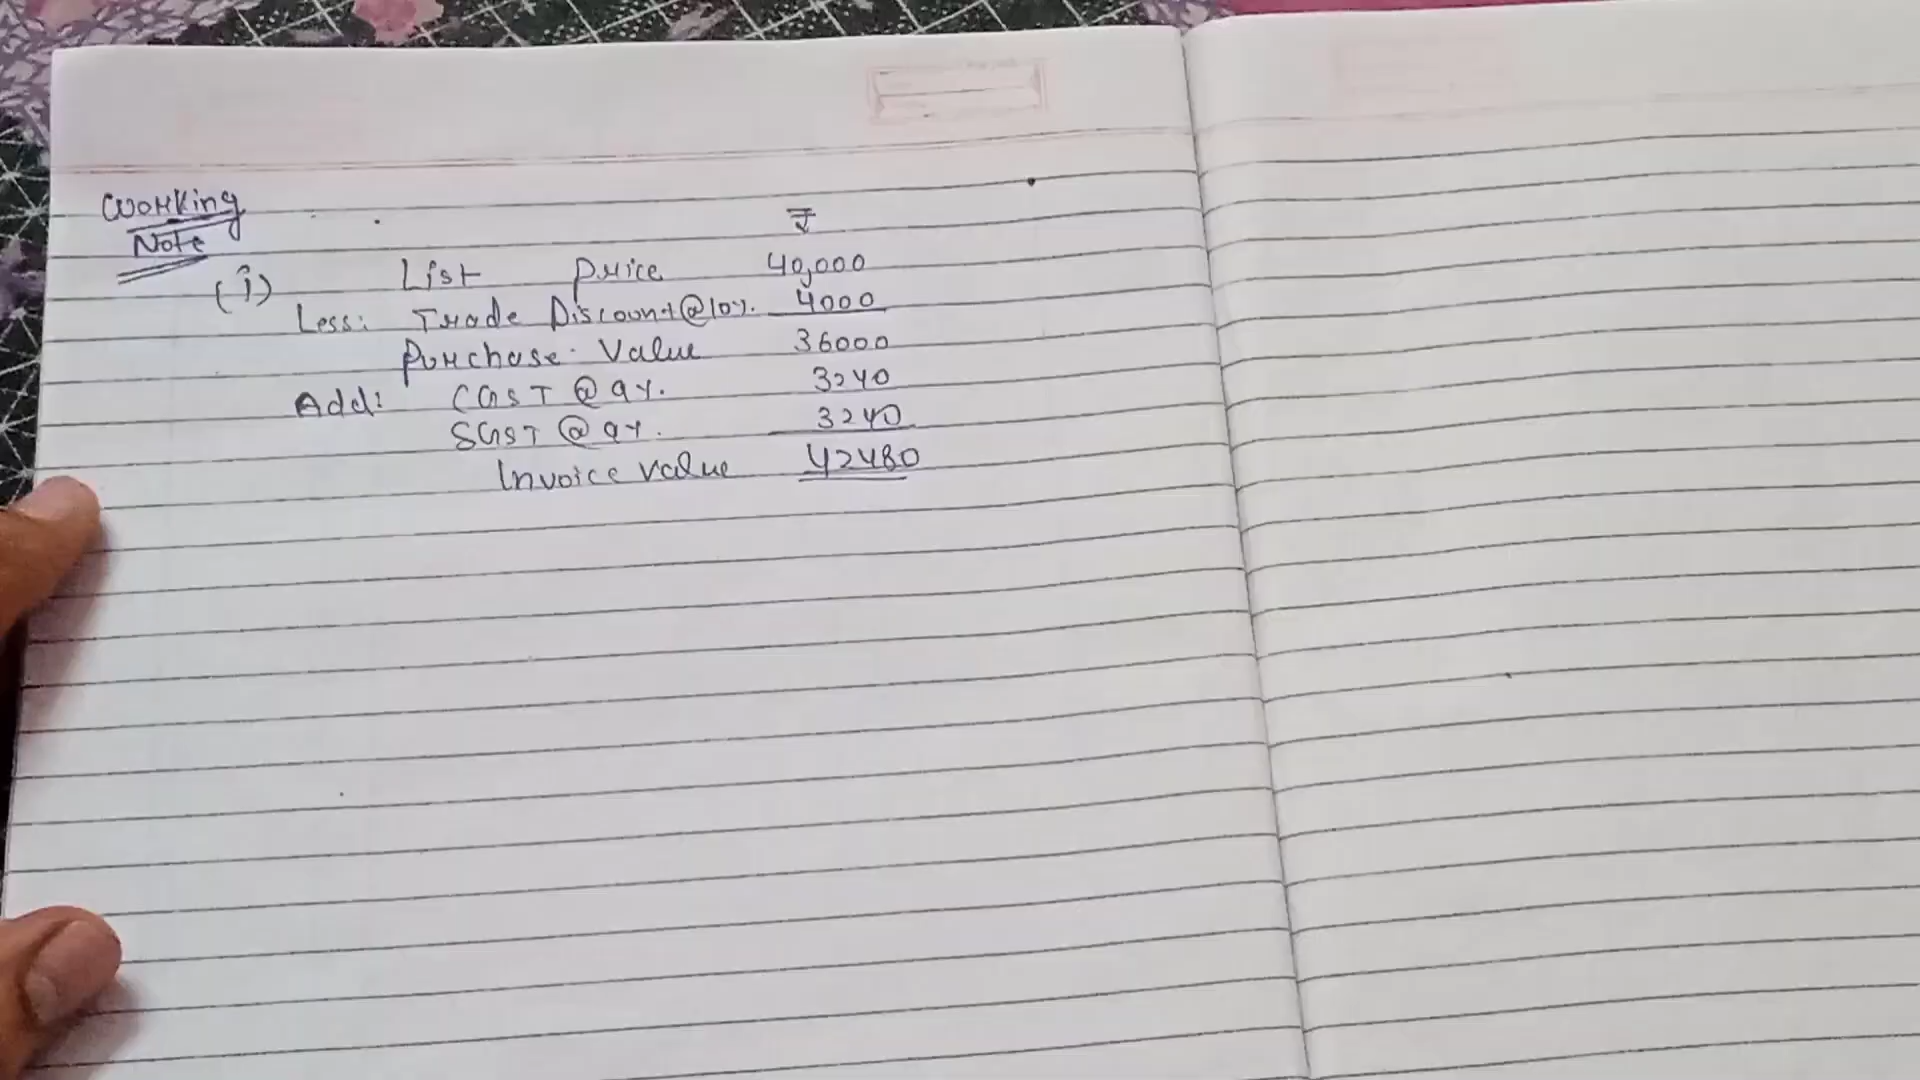 Working
Note
₹
(i) List Price 40,000
Less: Trade Discount@10%. 4000
Purchase Value 36000
Add: CGST @ 9%. 3240
SGST @ 9%. 3240
Invoice Value 42480